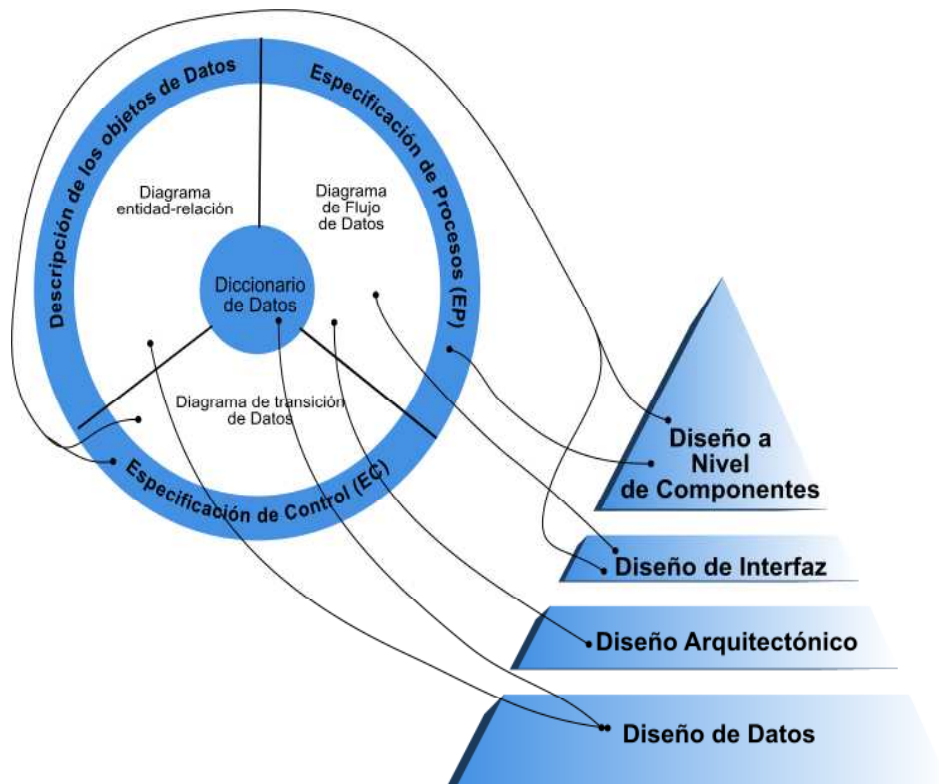 Descripción de los objetos de Datos
Especificación de Procesos (EP)
Diagrama
entidad-relación
Diagrama
de Flujo
de Datos
Diccionario
de Datos
Diagrama de transición
de Datos
Especificación de Control (EC)
Diseño a
Nivel
de Componentes
Diseño de Interfaz
Diseño Arquitectónico
Diseño de Datos